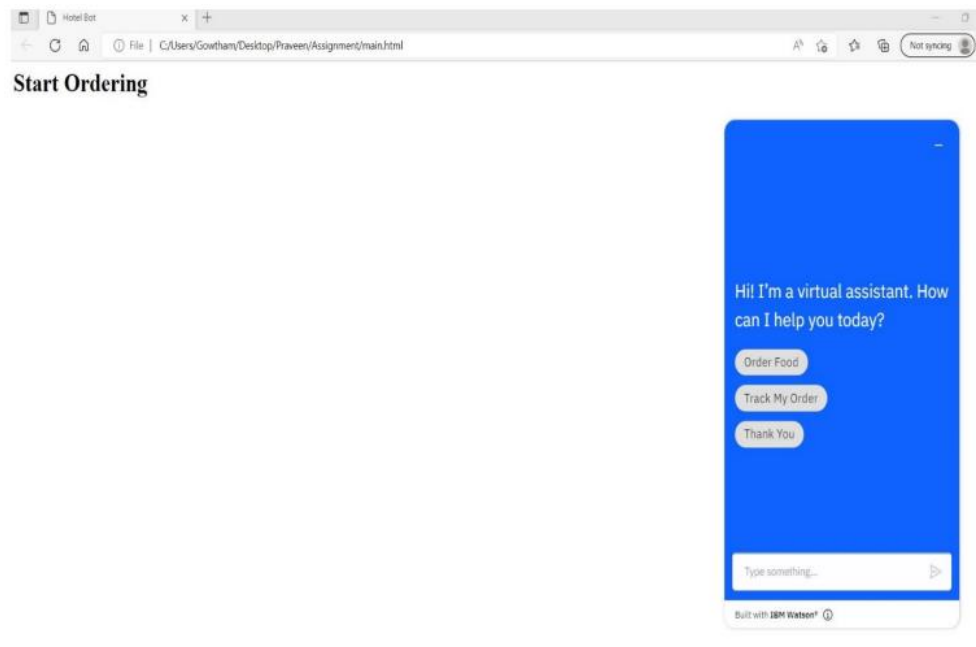 Hotel Bot
File | C:/Users/Gowtham/Desktop/Praveen/Assignment/main.html
Not syncing
Start Ordering
Hi! I'm a virtual assistant. How
can I help you today?
Order Food
Track My Order
Thank You
Type something...
Built with IBM Watson®